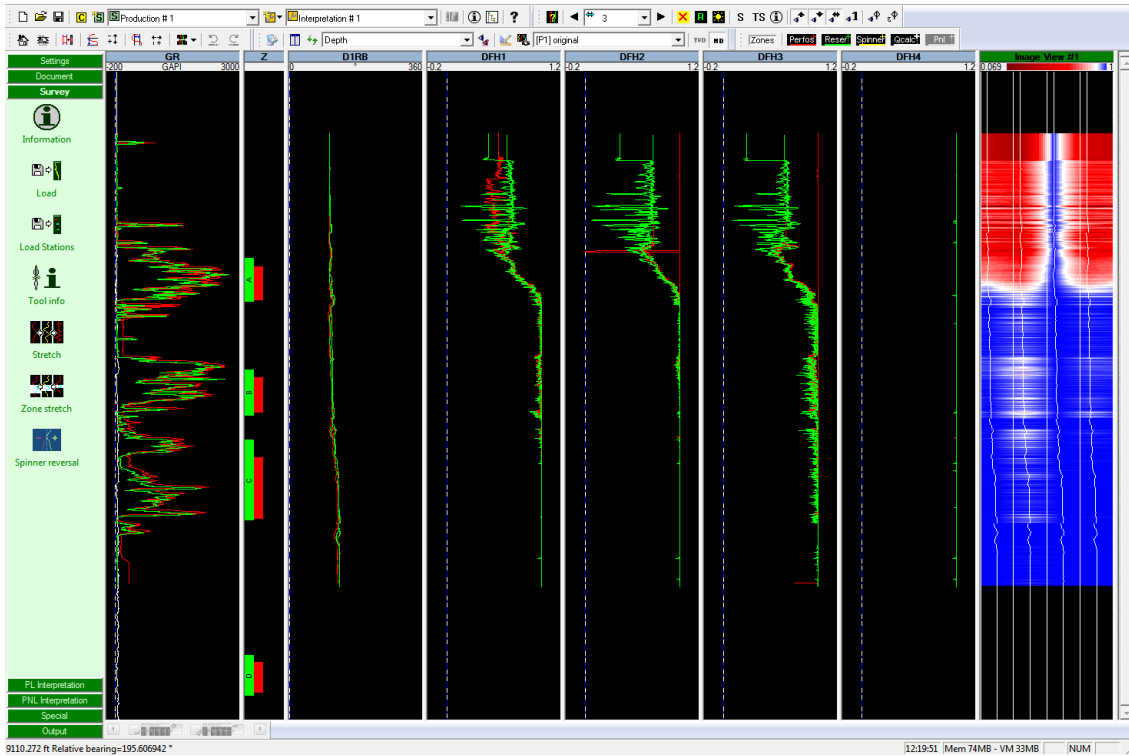 Production # 1 Interpretation # 1 ? 3 S TS
Depth [P1] original TVD MD Zones Perfos Reser Spinne Qcalc Pnl
Settings
Document
Survey
Information
Load
Load Stations
Tool info
Stretch
Zone stretch
Spinner reversal
PL Interpretation
PNL Interpretation
Special
Output
GR Z D1RB DFH1 DFH2 DFH3 DFH4 Image View #1
-200 GAPI 3000 0 ° 360 -0.2 1.2 -0.2 1.2 -0.2 1.2 -0.2 1.2 0.069 1
A
B
C
D
9110.272 ft Relative bearing=195.606942 ° 12:19:51 Mem 74MB - VM 33MB NUM